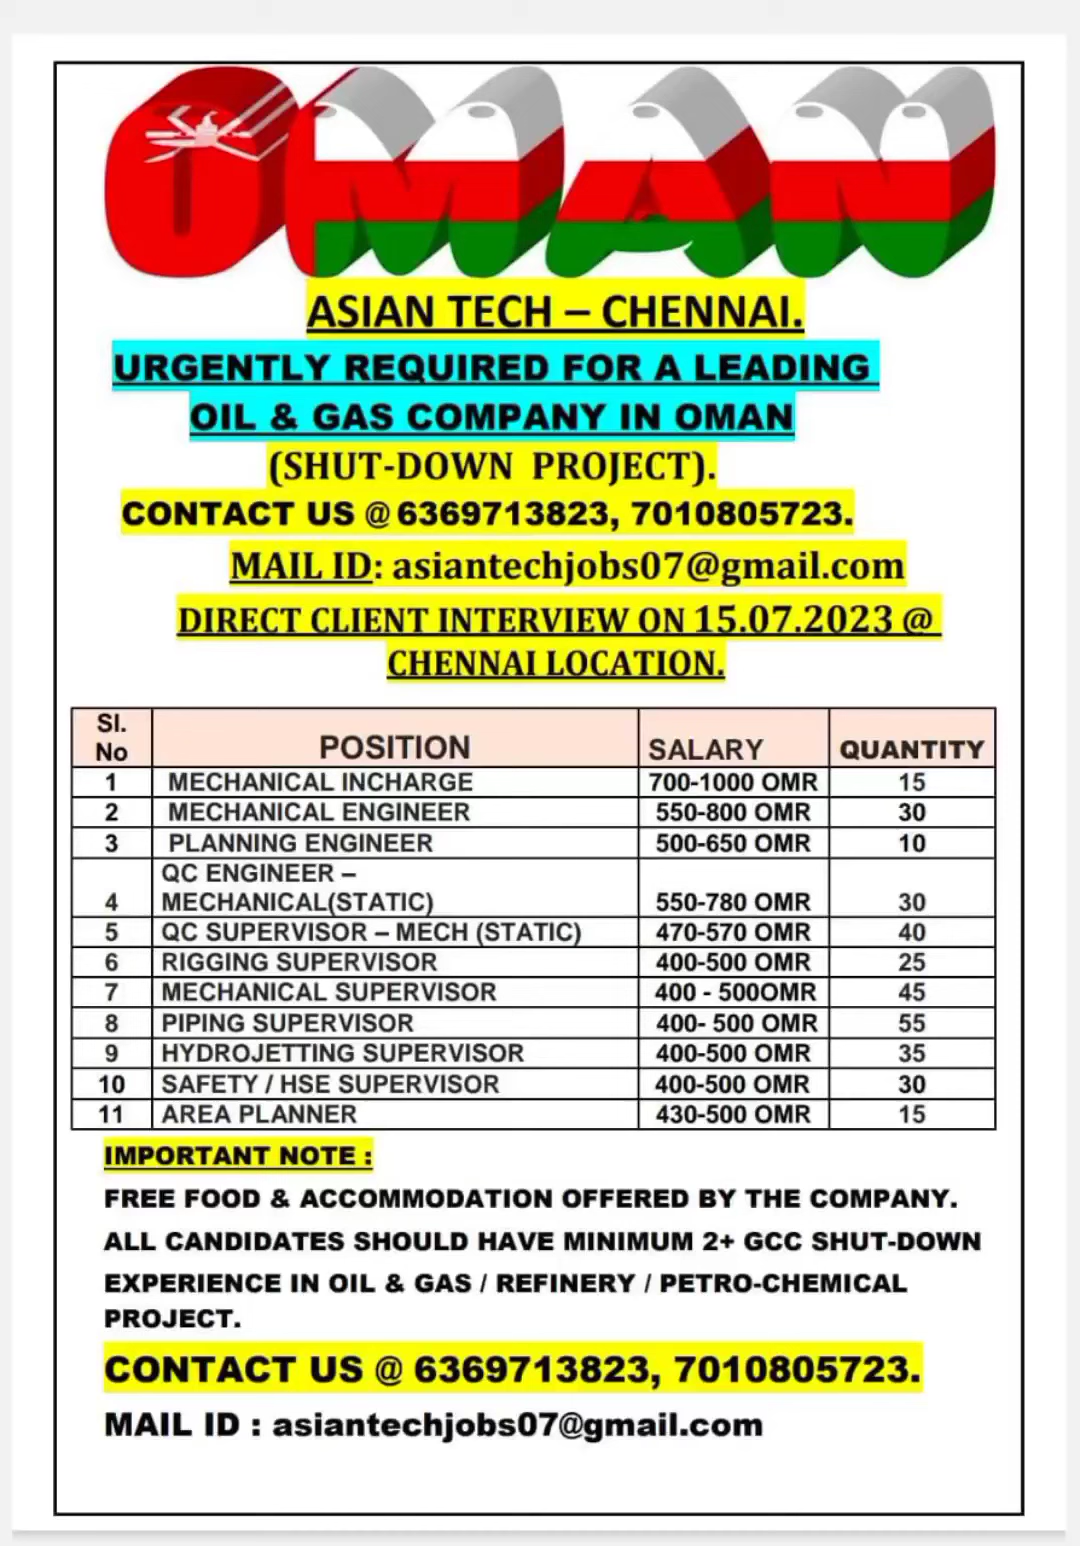 OMAN
ASIAN TECH – CHENNAI.
URGENTLY REQUIRED FOR A LEADING
OIL & GAS COMPANY IN OMAN
(SHUT-DOWN PROJECT).
CONTACT US @ 6369713823, 7010805723.
MAIL ID: asiantechjobs07@gmail.com
DIRECT CLIENT INTERVIEW ON 15.07.2023 @
CHENNAI LOCATION.
Sl. No POSITION SALARY QUANTITY
1 MECHANICAL INCHARGE 700-1000 OMR 15
2 MECHANICAL ENGINEER 550-800 OMR 30
3 PLANNING ENGINEER 500-650 OMR 10
QC ENGINEER –
4 MECHANICAL(STATIC) 550-780 OMR 30
5 QC SUPERVISOR – MECH (STATIC) 470-570 OMR 40
6 RIGGING SUPERVISOR 400-500 OMR 25
7 MECHANICAL SUPERVISOR 400 - 500OMR 45
8 PIPING SUPERVISOR 400- 500 OMR 55
9 HYDROJETTING SUPERVISOR 400-500 OMR 35
10 SAFETY / HSE SUPERVISOR 400-500 OMR 30
11 AREA PLANNER 430-500 OMR 15
IMPORTANT NOTE :
FREE FOOD & ACCOMMODATION OFFERED BY THE COMPANY.
ALL CANDIDATES SHOULD HAVE MINIMUM 2+ GCC SHUT-DOWN
EXPERIENCE IN OIL & GAS / REFINERY / PETRO-CHEMICAL
PROJECT.
CONTACT US @ 6369713823, 7010805723.
MAIL ID : asiantechjobs07@gmail.com